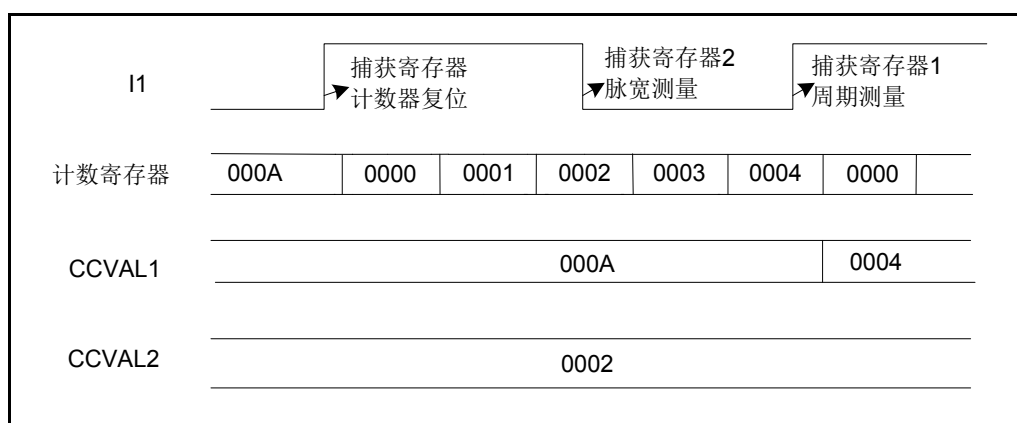 I1
捕获寄存器
计数器复位
捕获寄存器2
脉宽测量
捕获寄存器1
周期测量
计数寄存器 000A 0000 0001 0002 0003 0004 0000
CCVAL1 000A 0004
CCVAL2 0002